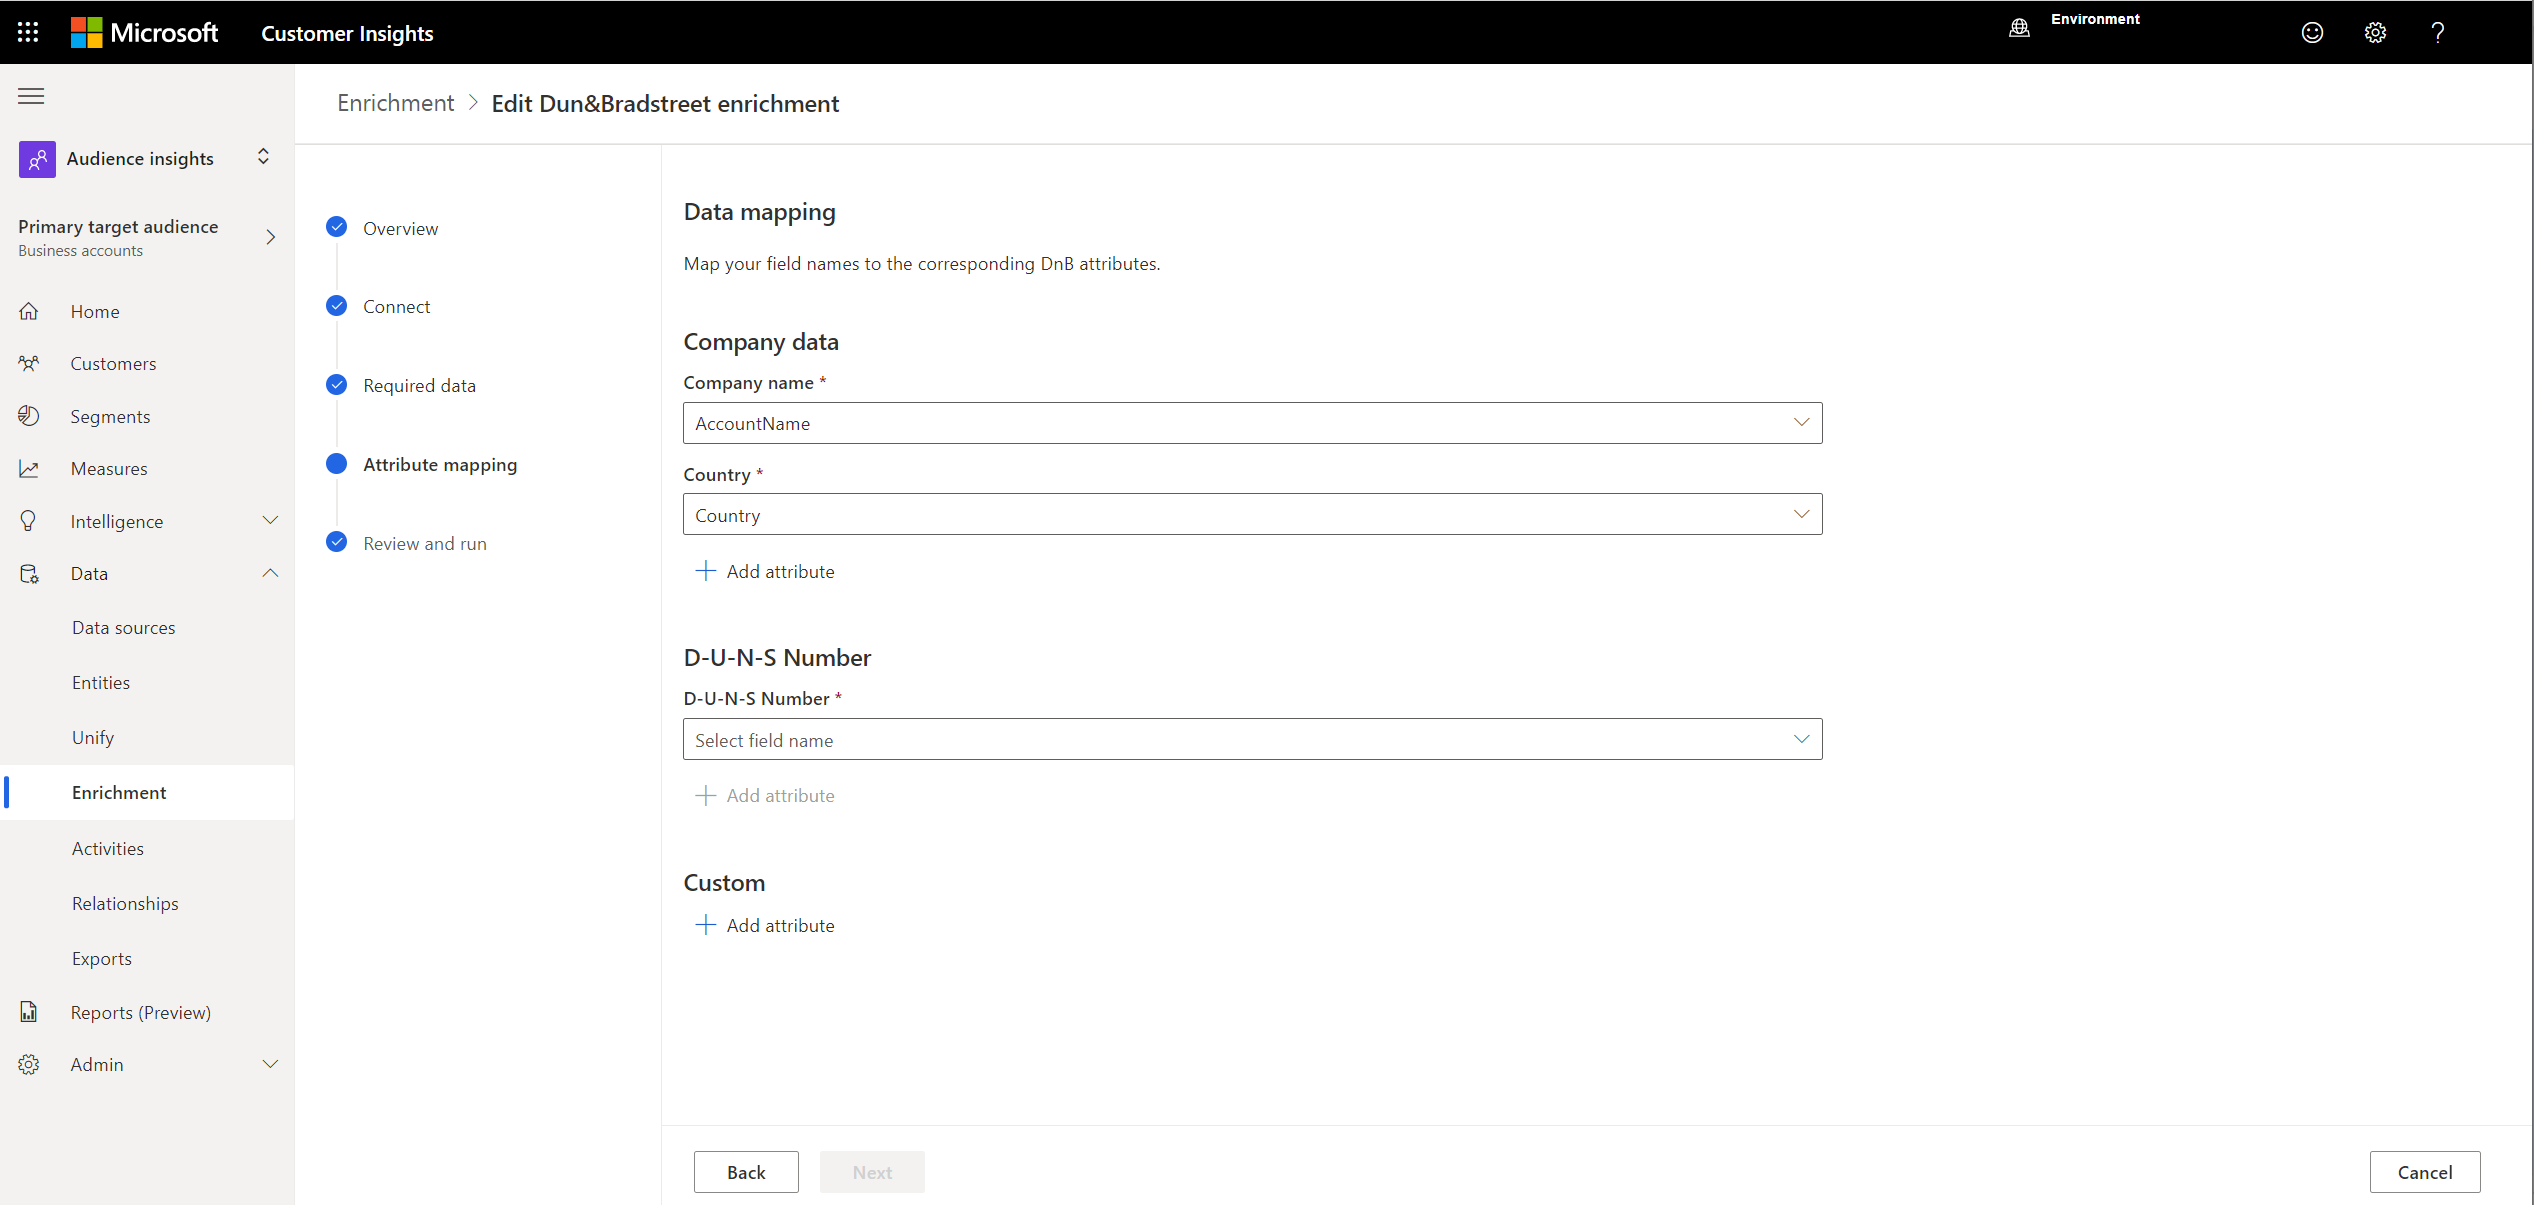 Microsoft
Customer Insights
Environment
?
Enrichment > Edit Dun&Bradstreet enrichment
Audience insights
Primary target audience
Business accounts
Home
Customers
Segments
Measures
Intelligence
Data
Data sources
Entities
Unify
Enrichment
Activities
Relationships
Exports
Reports (Preview)
Admin
Overview
Connect
Required data
Attribute mapping
Review and run
Data mapping
Map your field names to the corresponding DnB attributes.
Company data
Company name *
AccountName
Country *
Country
+ Add attribute
D-U-N-S Number
D-U-N-S Number *
Select field name
+ Add attribute
Custom
+ Add attribute
Back
Next
Cancel